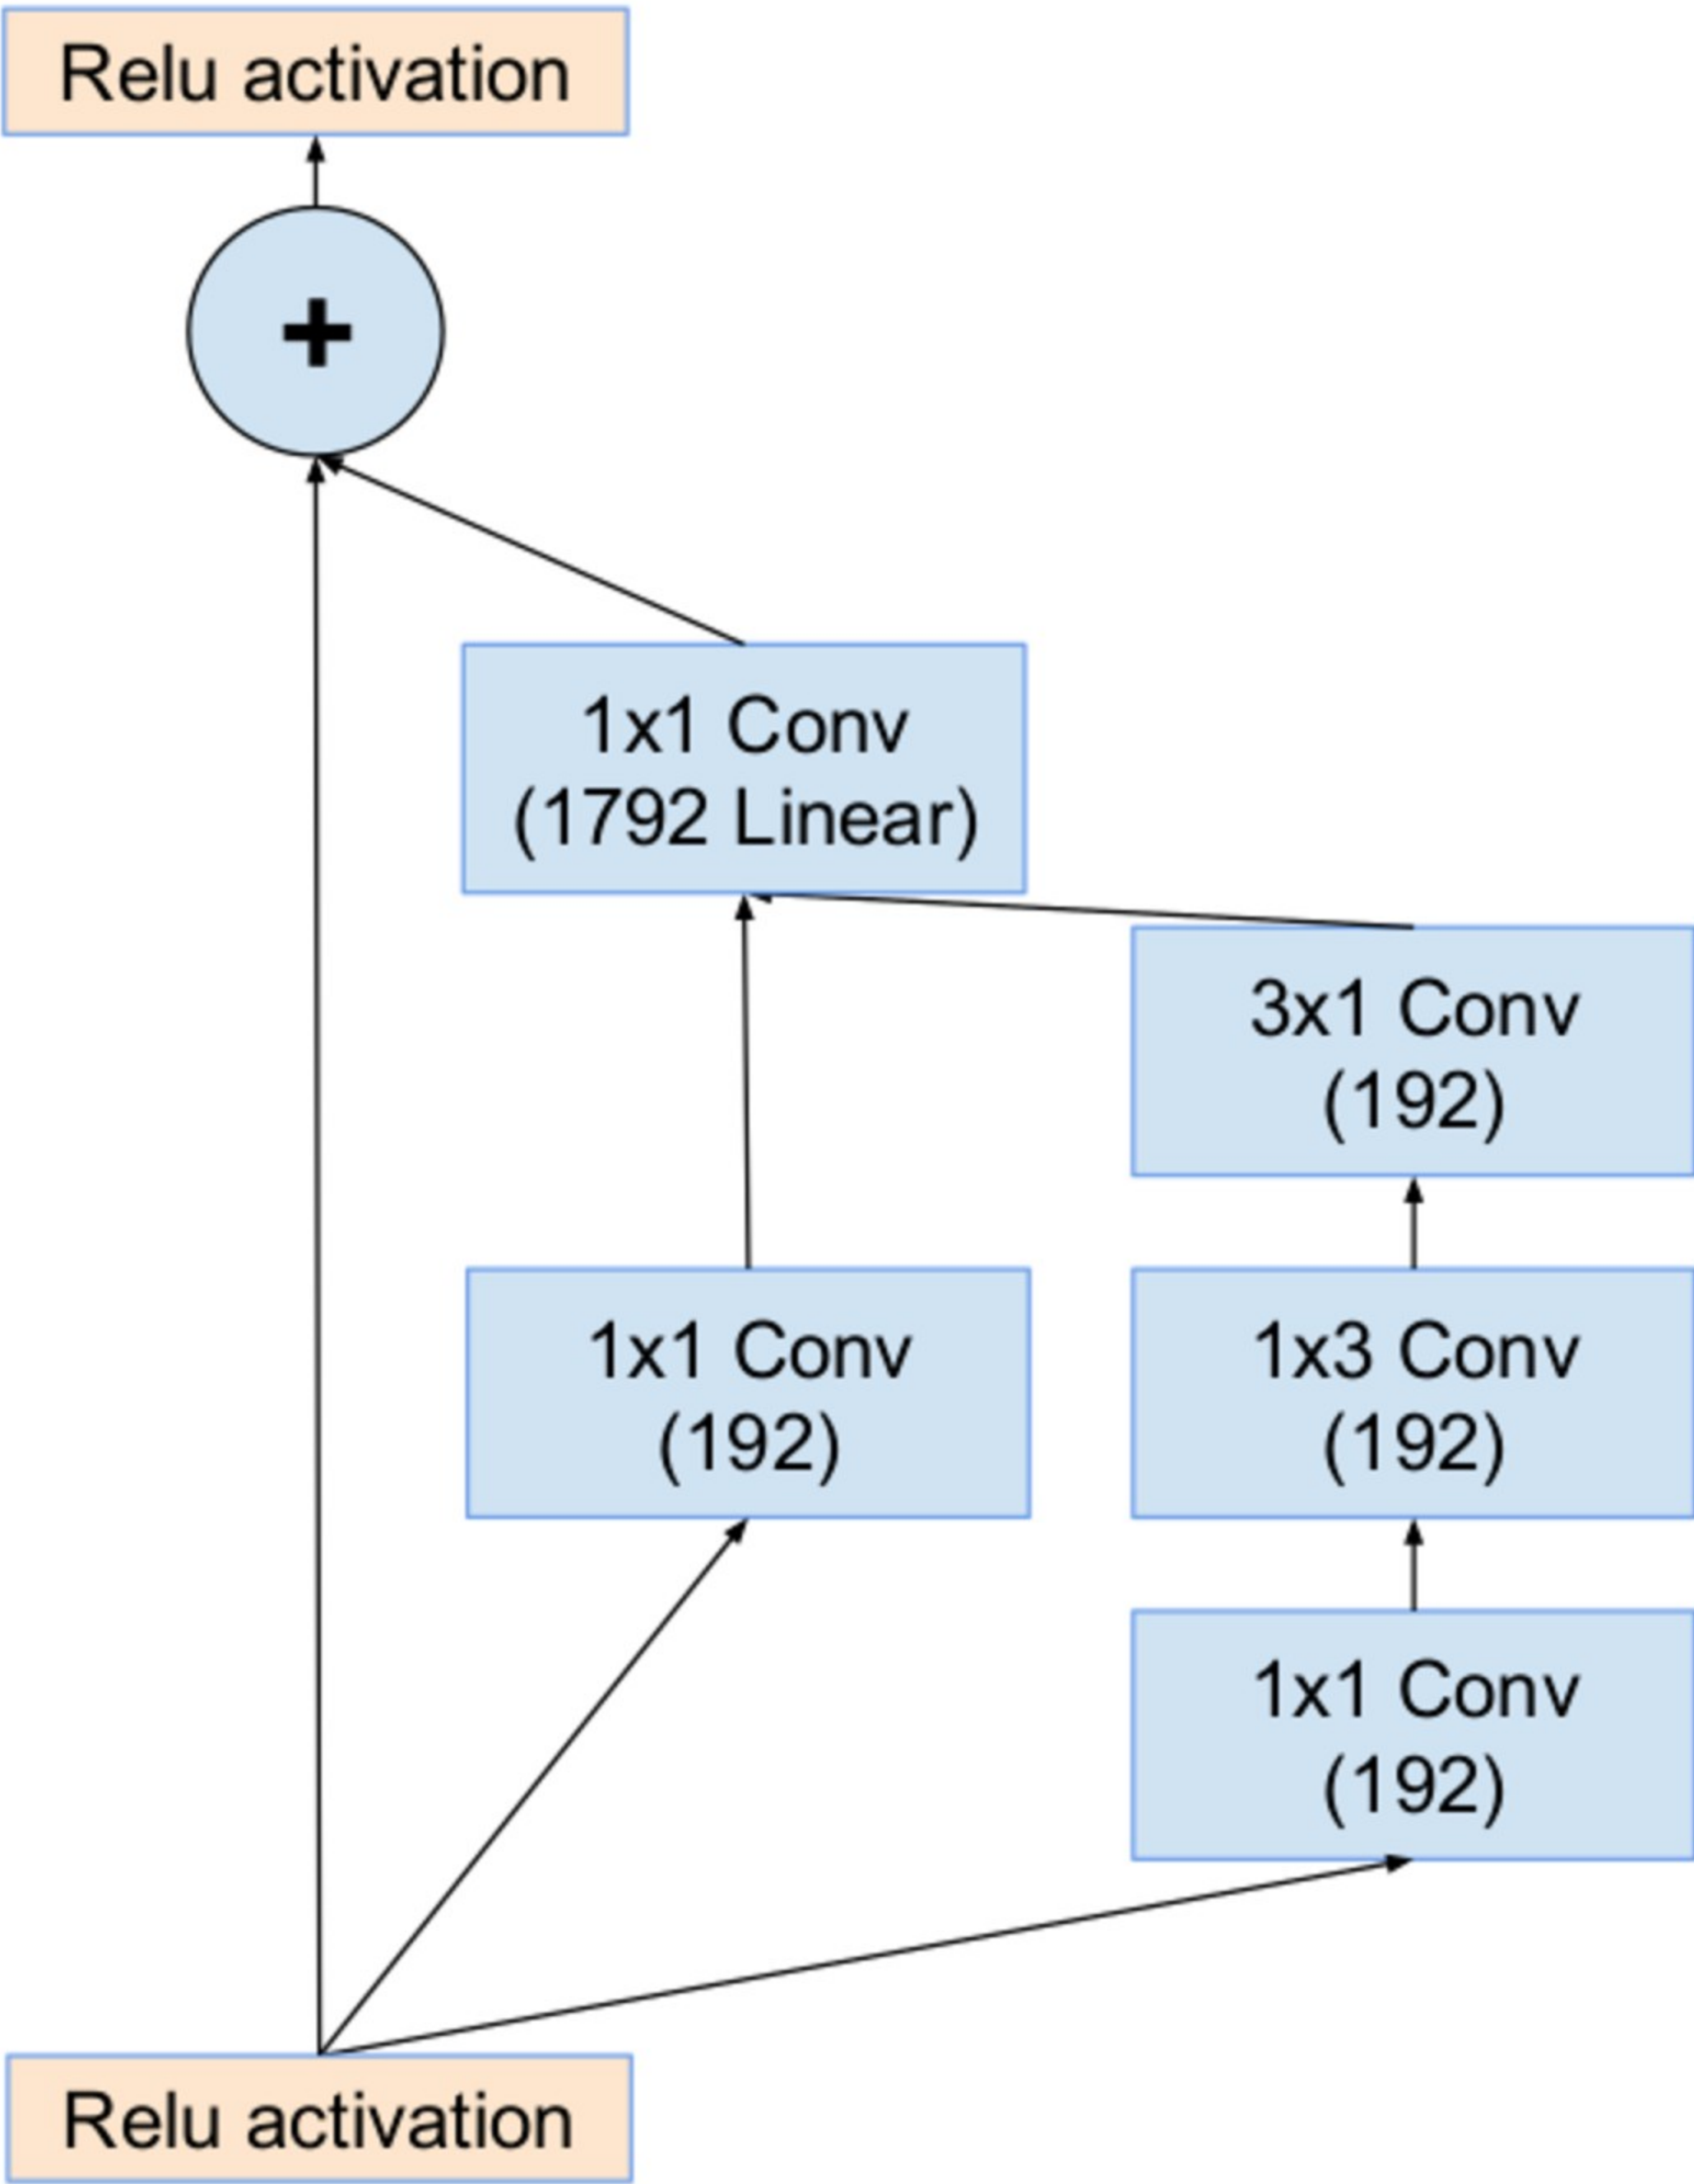 Relu activation
+
1x1 Conv
(1792 Linear)
3x1 Conv
(192)
1x1 Conv
(192)
1x3 Conv
(192)
1x1 Conv
(192)
Relu activation